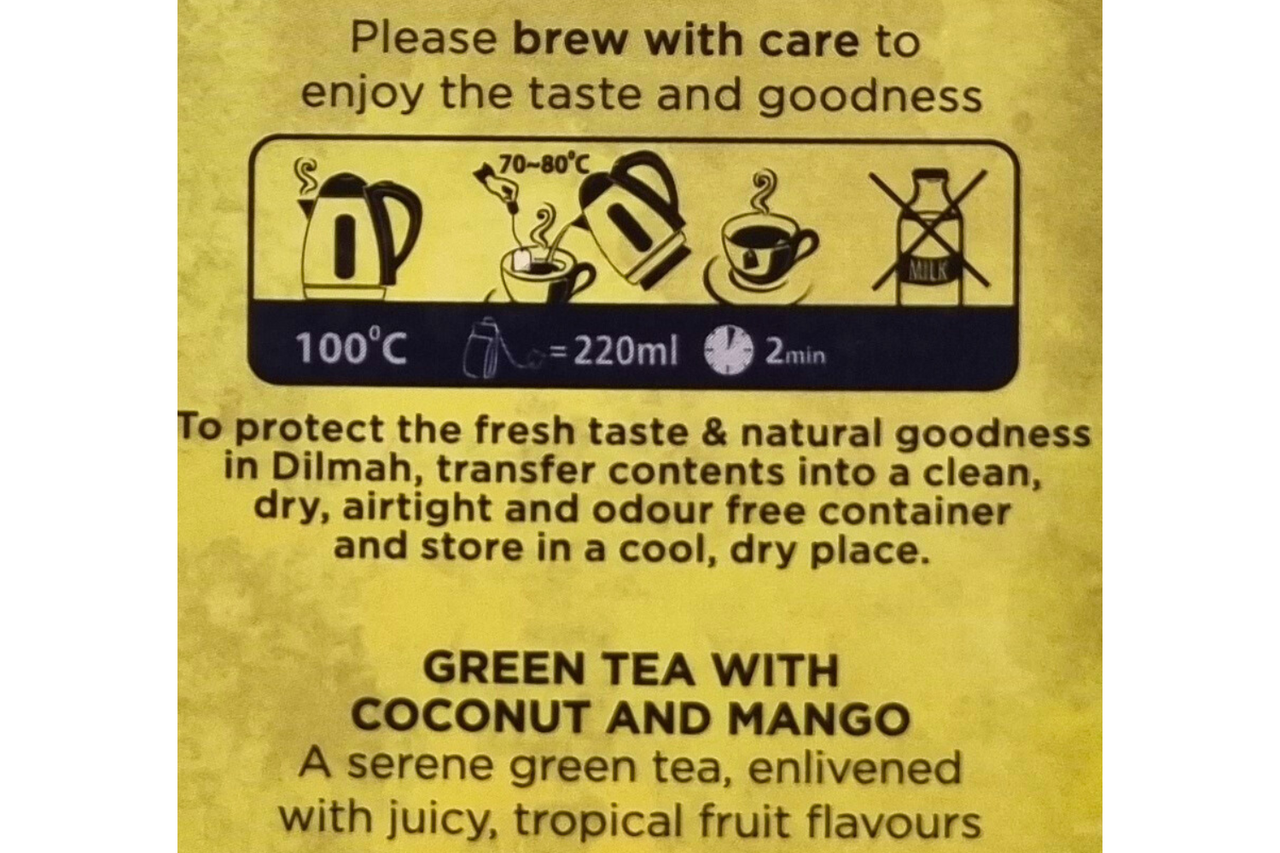 Please brew with care to
enjoy the taste and goodness
70~80°C
MILK
100°C
=220ml
2min
To protect the fresh taste & natural goodness
in Dilmah, transfer contents into a clean,
dry, airtight and odour free container
and store in a cool, dry place.
GREEN TEA WITH
COCONUT AND MANGO
A serene green tea, enlivened
with juicy, tropical fruit flavours